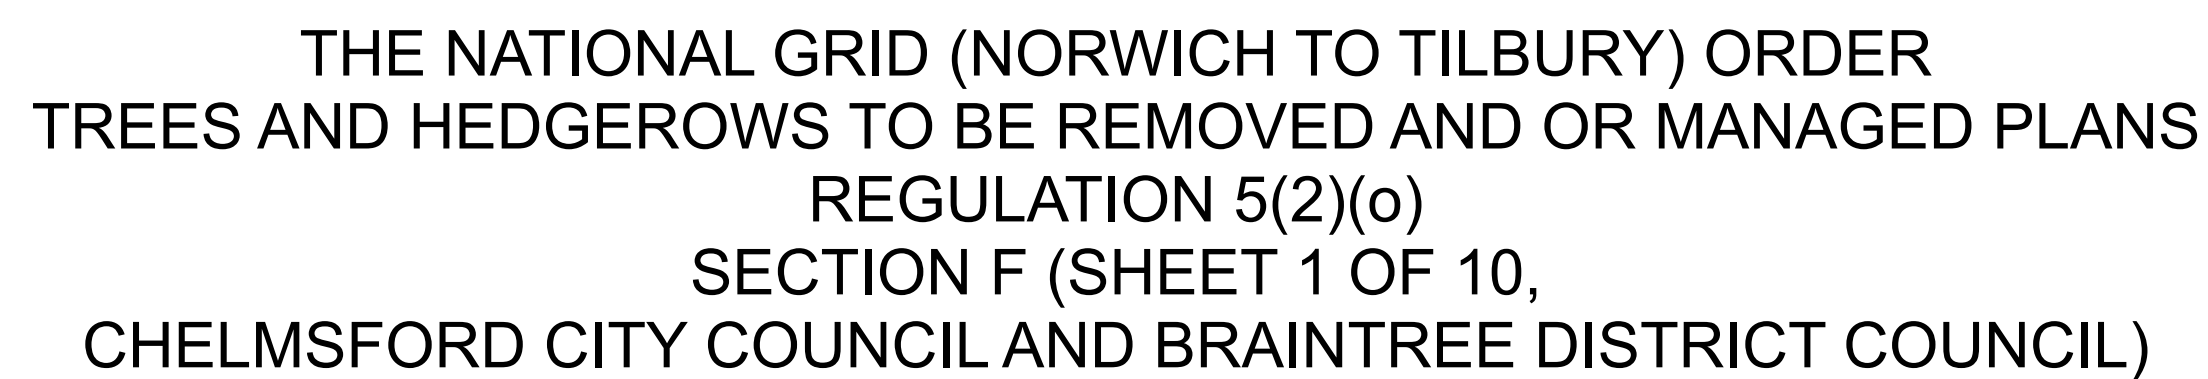 THE NATIONAL GRID (NORWICH TO TILBURY) ORDER
TREES AND HEDGEROWS TO BE REMOVED AND OR MANAGED PLANS
REGULATION 5(2)(o)
SECTION F (SHEET 1 OF 10,
CHELMSFORD CITY COUNCIL AND BRAINTREE DISTRICT COUNCIL)